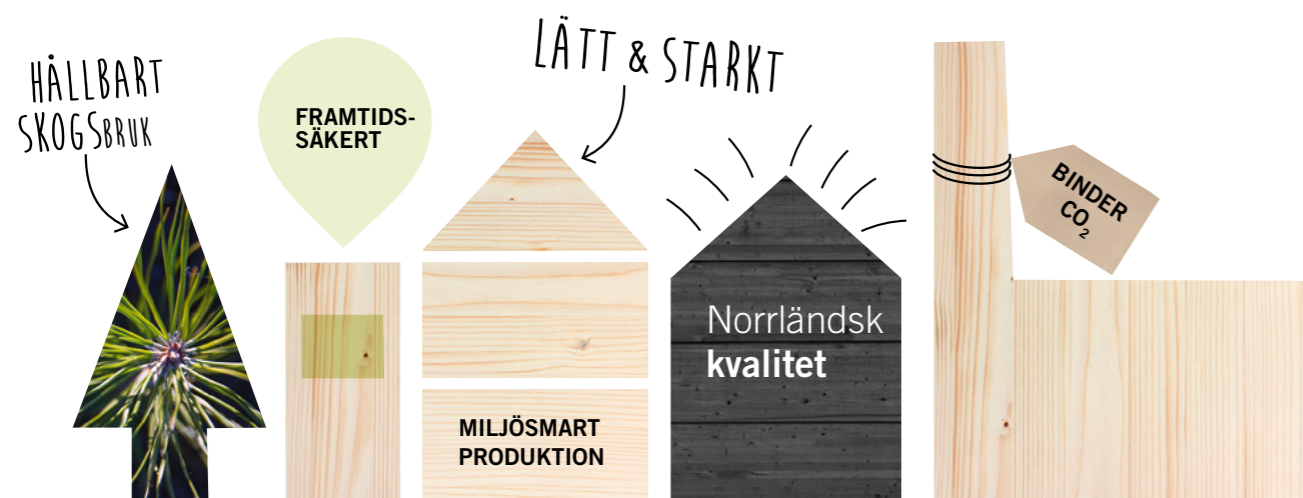 HÅLLBART
SKOGSBRUK
FRAMTIDS-
SÄKERT
LÄTT & STARKT
MILJÖSMART
PRODUKTION
Norrländsk
kvalitet
BINDER
CO₂